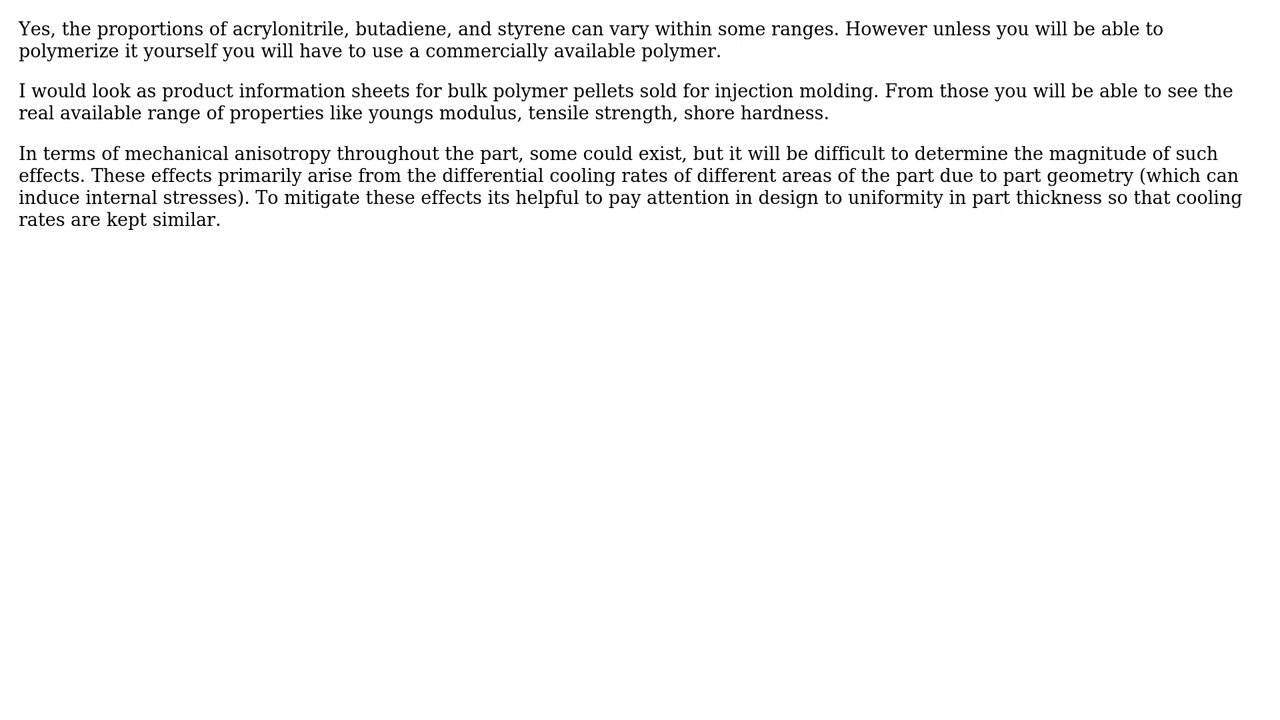 Yes, the proportions of acrylonitrile, butadiene, and styrene can vary within some ranges. However unless you will be able to
polymerize it yourself you will have to use a commercially available polymer.
I would look as product information sheets for bulk polymer pellets sold for injection molding. From those you will be able to see the
real available range of properties like youngs modulus, tensile strength, shore hardness.
In terms of mechanical anisotropy throughout the part, some could exist, but it will be difficult to determine the magnitude of such
effects. These effects primarily arise from the differential cooling rates of different areas of the part due to part geometry (which can
induce internal stresses). To mitigate these effects its helpful to pay attention in design to uniformity in part thickness so that cooling
rates are kept similar.